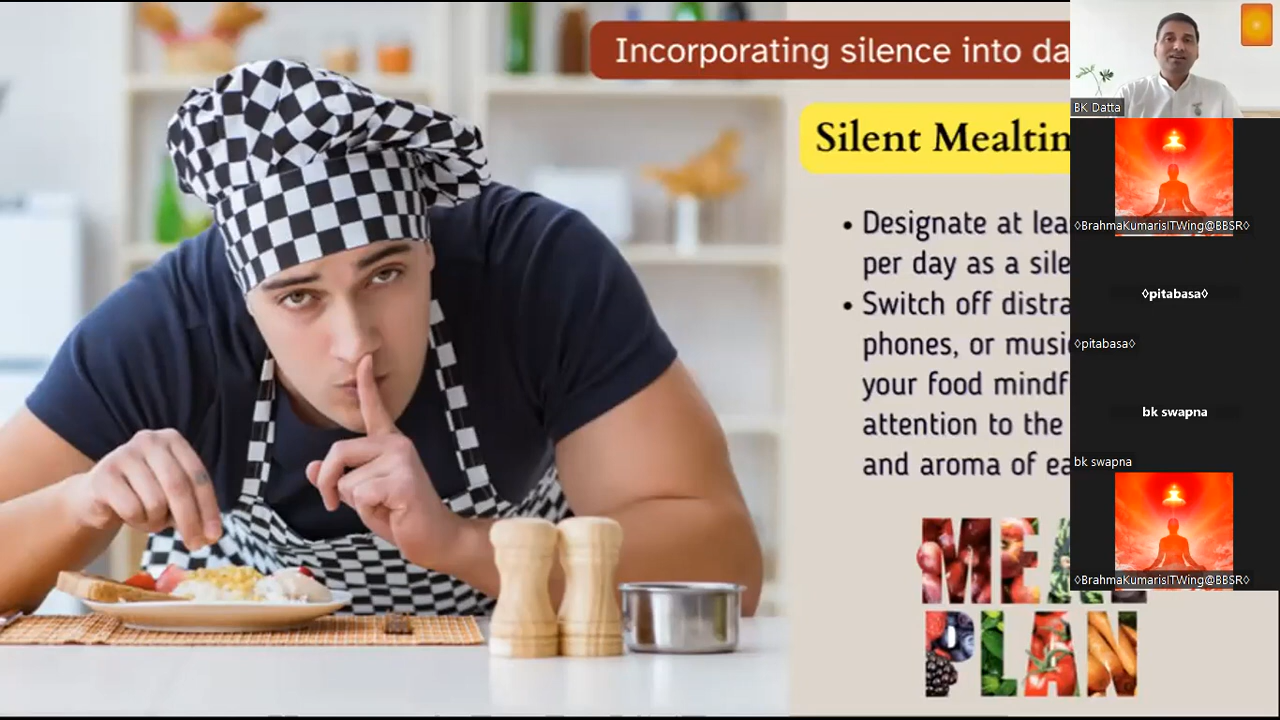 Incorporating silence into da
Silent Mealtin
• Designate at lea
per day as a sile
• Switch off distra
phones, or musi
your food mindf
attention to the
and aroma of ea
MEAL
PLAN
BK Datta
◊BrahmaKumarisITWing@BBSR◊
◊pitabasa◊
◊pitabasa◊
bk swapna
bk swapna
◊BrahmaKumarisITWing@BBSR◊